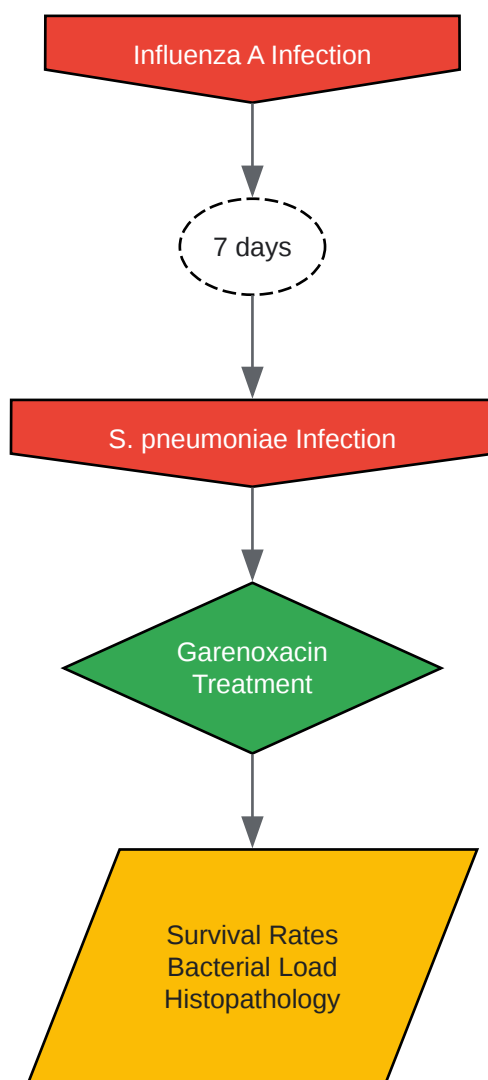 Influenza A Infection
7 days
S. pneumoniae Infection
Garenoxacin
Treatment
Survival Rates
Bacterial Load
Histopathology